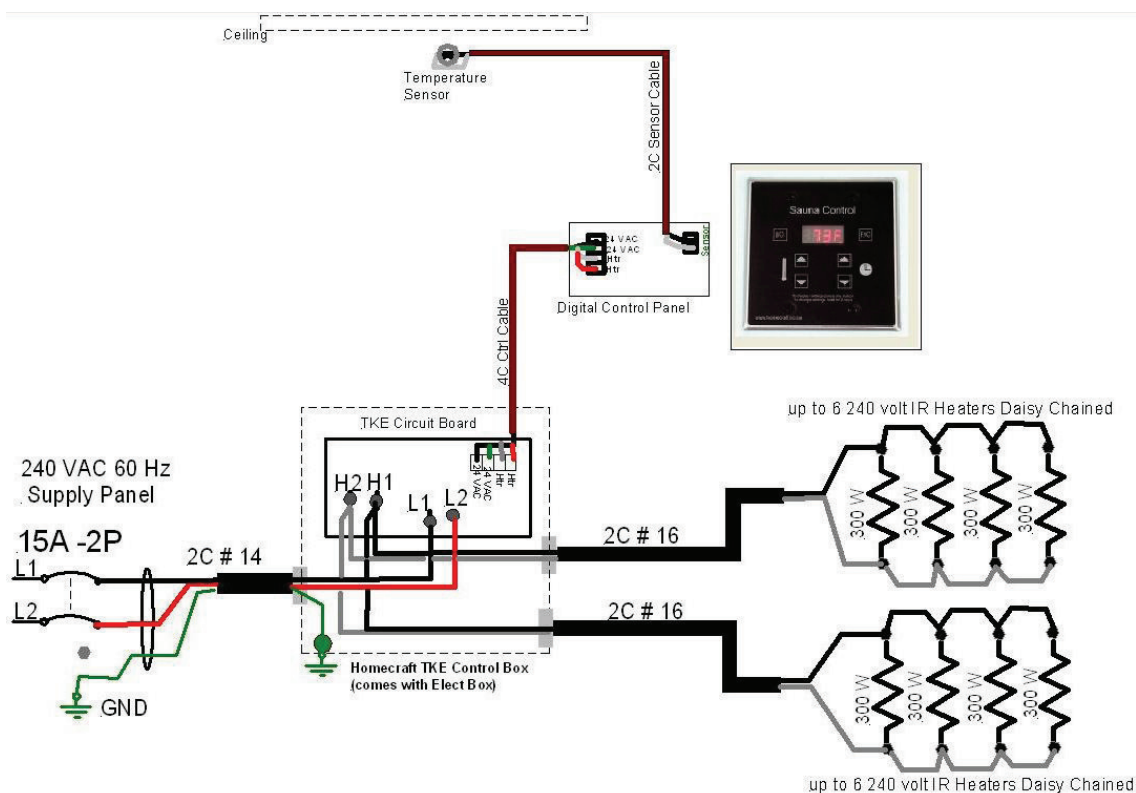 Ceiling
Temperature
Sensor
2C Sensor Cable
Sauna Control
73F
24 VAC
24 VAC
Htr
Htr
Sensor
Digital Control Panel
4C Ctrl Cable
up to 6 240 volt IR Heaters Daisy Chained
TKE Circuit Board
24 VAC
24 VAC
Htr
Htr
240 VAC 60 Hz
Supply Panel
H2
H1
L1
L2
300 W
300 W
300 W
300 W
15A -2P
2C # 14
2C # 16
L1
L2
2C # 16
Homecraft TKE Control Box
(comes with Elect Box)
GND
300 W
300 W
300 W
300 W
up to 6 240 volt IR Heaters Daisy Chained